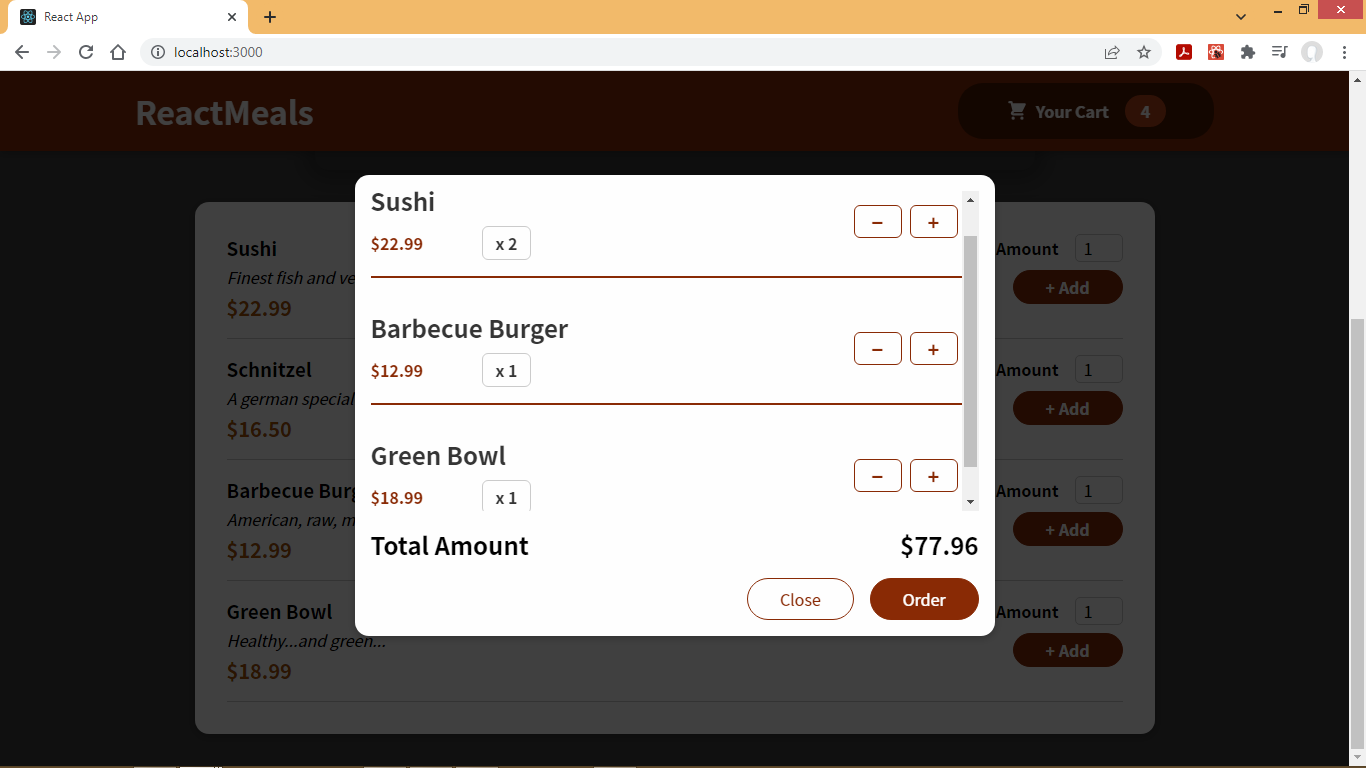 React App
localhost:3000
ReactMeals
Your Cart 4
Sushi
$22.99 x 2
− +
Barbecue Burger
$12.99 x 1
− +
Green Bowl
$18.99 x 1
− +
Total Amount $77.96
Close Order
Sushi
Finest fish and ve
$22.99
Amount 1
+ Add
Schnitzel
A german special
$16.50
Amount 1
+ Add
Barbecue Burg
American, raw, m
$12.99
Amount 1
+ Add
Green Bowl
Healthy...and green...
$18.99
Amount 1
+ Add